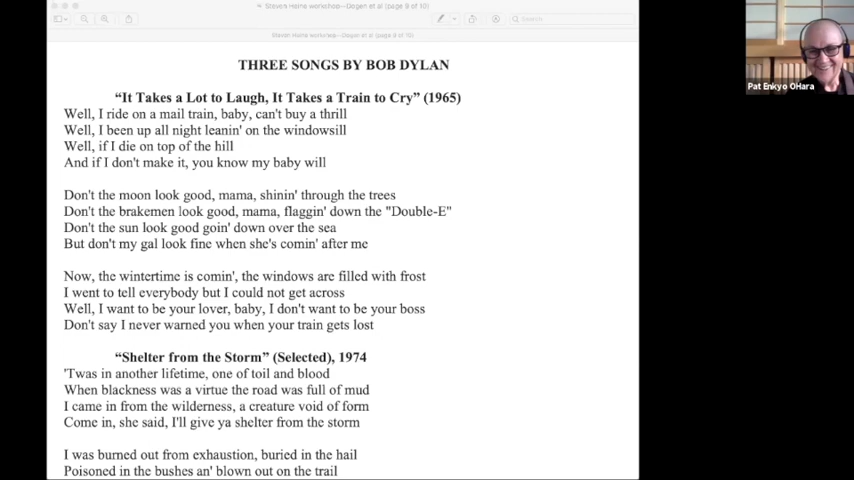 Steven Heine workshop—Dogen et al (page 9 of 10)
Search
Steven Heine workshop—Dogen et al (page 9 of 10)
THREE SONGS BY BOB DYLAN
“It Takes a Lot to Laugh, It Takes a Train to Cry” (1965)
Well, I ride on a mail train, baby, can't buy a thrill
Well, I been up all night leanin' on the windowsill
Well, if I die on top of the hill
And if I don't make it, you know my baby will
Don't the moon look good, mama, shinin' through the trees
Don't the brakemen look good, mama, flaggin' down the "Double-E"
Don't the sun look good goin' down over the sea
But don't my gal look fine when she's comin' after me
Now, the wintertime is comin', the windows are filled with frost
I went to tell everybody but I could not get across
Well, I want to be your lover, baby, I don't want to be your boss
Don't say I never warned you when your train gets lost
“Shelter from the Storm” (Selected), 1974
'Twas in another lifetime, one of toil and blood
When blackness was a virtue the road was full of mud
I came in from the wilderness, a creature void of form
Come in, she said, I'll give ya shelter from the storm
I was burned out from exhaustion, buried in the hail
Poisoned in the bushes an' blown out on the trail
Pat Enkyo OHara